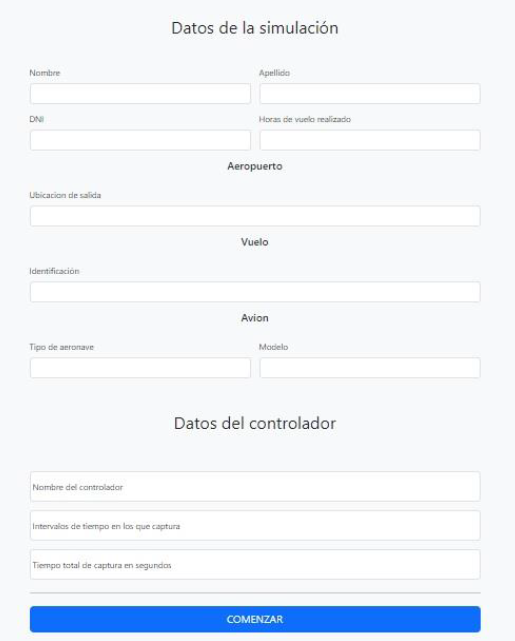 Datos de la simulación
Nombre Apellido
DNI Horas de vuelo realizado
Aeropuerto
Ubicacion de salida
Vuelo
Identificación
Avion
Tipo de aeronave Modelo
Datos del controlador
Nombre del controlador
Intervalos de tiempo en los que captura
Tiempo total de captura en segundos
COMENZAR